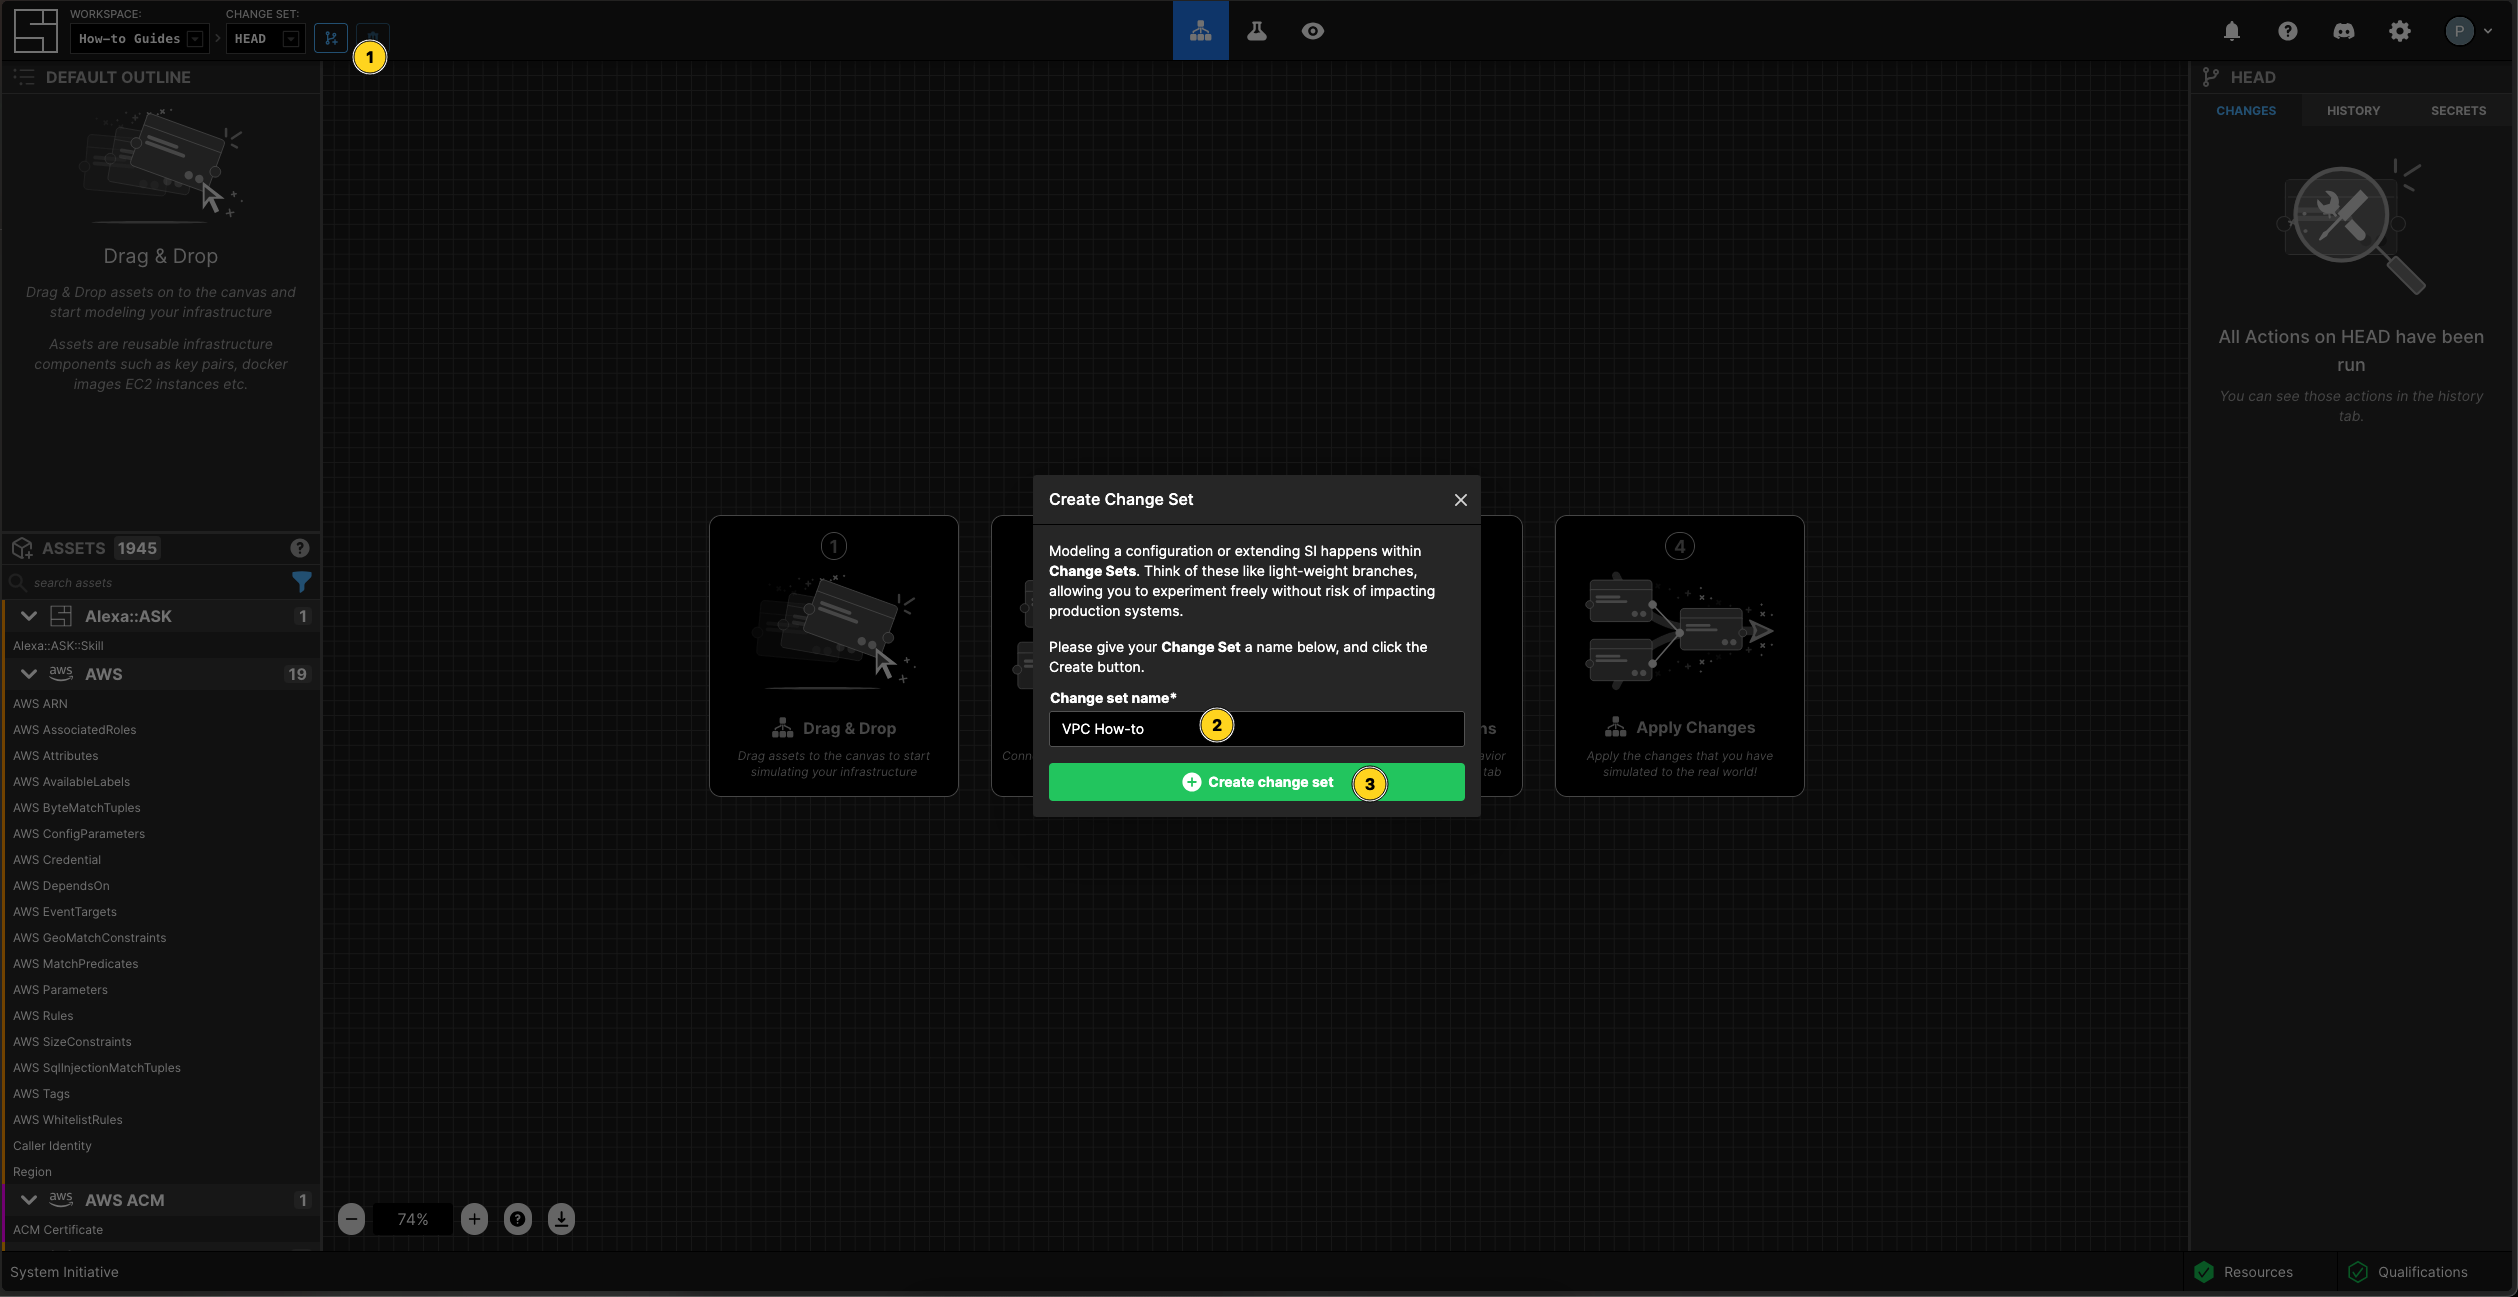 WORKSPACE:
CHANGE SET:
How-to Guides
HEAD
1
P
DEFAULT OUTLINE
Drag & Drop
Drag & Drop assets on to the canvas and
start modeling your infrastructure
Assets are reusable infrastructure
components such as key pairs, docker
images EC2 instances etc.
ASSETS 1945
search assets
Alexa::ASK 1
Alexa::ASK::Skill
aws AWS 19
AWS ARN
AWS AssociatedRoles
AWS Attributes
AWS AvailableLabels
AWS ByteMatchTuples
AWS ConfigParameters
AWS Credential
AWS DependsOn
AWS EventTargets
AWS GeoMatchConstraints
AWS MatchPredicates
AWS Parameters
AWS Rules
AWS SizeConstraints
AWS SqlInjectionMatchTuples
AWS Tags
AWS WhitelistRules
Caller Identity
Region
aws AWS ACM 1
ACM Certificate
1
Drag & Drop
Drag assets to the canvas to start
simulating your infrastructure
Create Change Set
Modeling a configuration or extending SI happens within
Change Sets. Think of these like light-weight branches,
allowing you to experiment freely without risk of impacting
production systems.
Please give your Change Set a name below, and click the
Create button.
Change set name*
VPC How-to
2
Create change set
3
tab
4
Apply Changes
Apply the changes that you have
simulated to the real world!
HEAD
CHANGES
HISTORY
SECRETS
All Actions on HEAD have been
run
You can see those actions in the history
tab.
74%
System Initiative
Resources
Qualifications